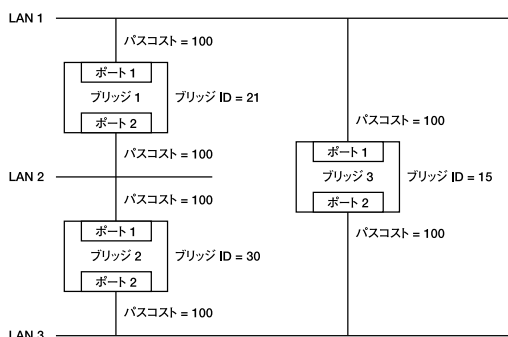 LAN 1
パスコスト = 100
ポート 1
ブリッジ 1
ブリッジ ID = 21
ポート 2
パスコスト = 100
パスコスト = 100
ポート 1
ブリッジ 3
ブリッジ ID = 15
ポート 2
LAN 2
パスコスト = 100
パスコスト = 100
ポート 1
ブリッジ 2
ブリッジ ID = 30
ポート 2
パスコスト = 100
LAN 3